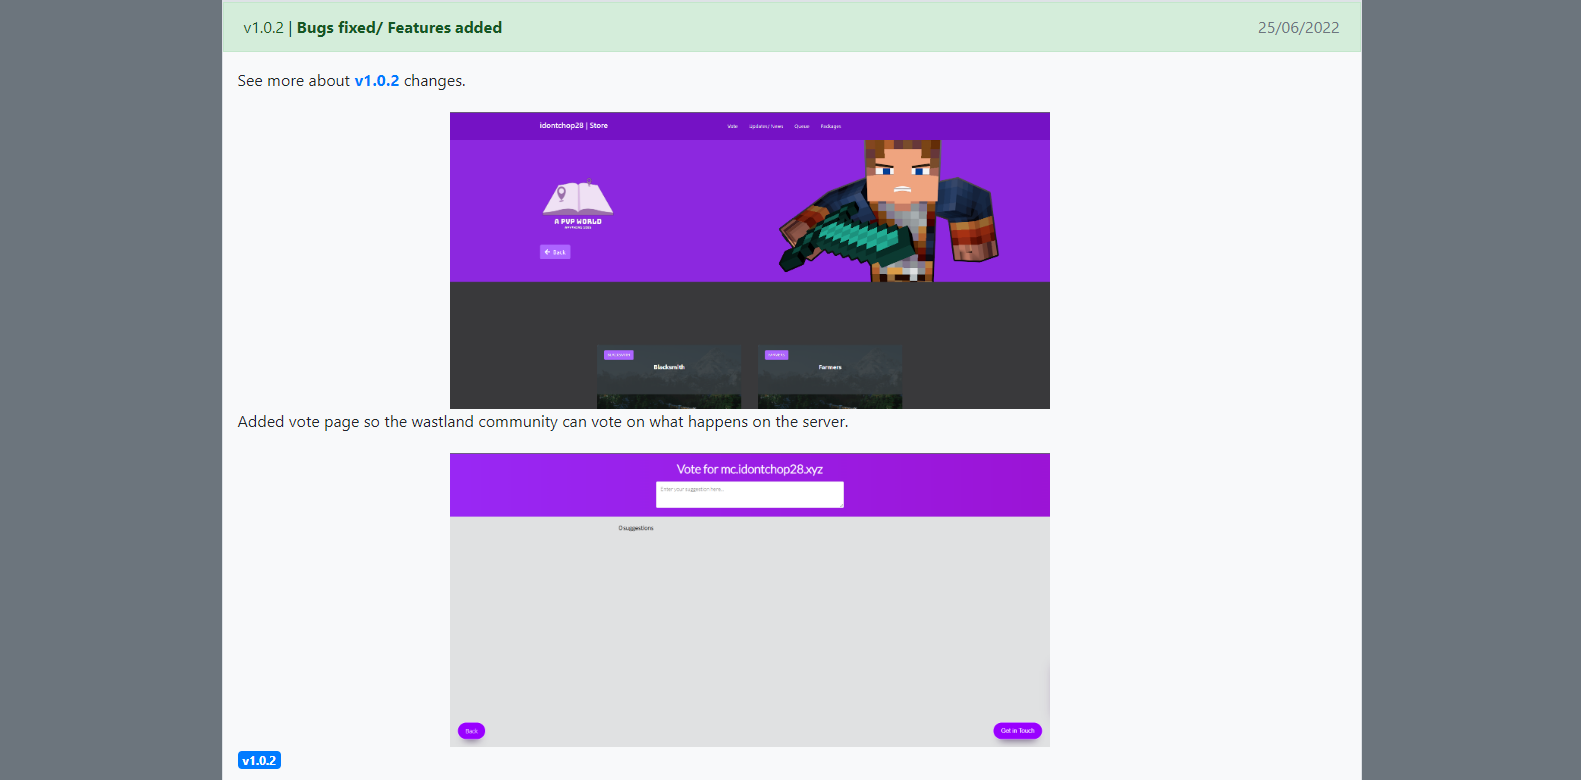 v1.0.2 | Bugs fixed/ Features added
25/06/2022
See more about v1.0.2 changes.
idontchop28 | Store
Vote
Updates / News
Queue
Packages
A PVP WORLD
Back
Blacksmith
FARMERS
Farmers
Added vote page so the wastland community can vote on what happens on the server.
Vote for mc.idontchop28.xyz
Enter your suggestion here...
0 suggestions
Back
Get in Touch
v1.0.2